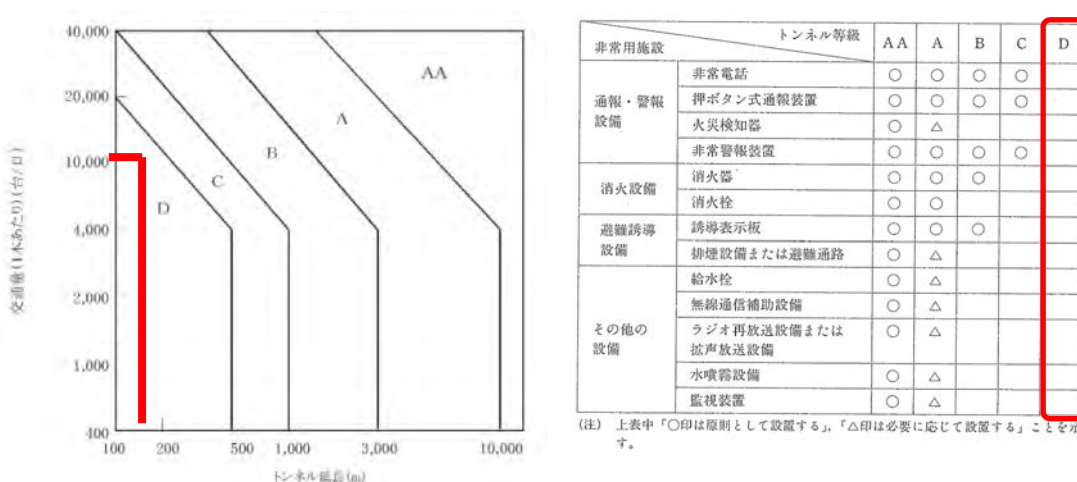 40,000
20,000
10,000
4,000
2,000
1,000
400
100
200
500
1,000
3,000
10,000
交通量(1本あたり)(台/日)
トンネル延長(m)
AA
A
B
C
D
トンネル等級
非常用施設
AA A B C D
通報・警報設備
非常電話 ○ ○ ○ ○
押ボタン式通報装置 ○ ○ ○ ○
火災検知器 ○ △
非常警報装置 ○ ○ ○ ○
消火設備
消火器 ○ ○ ○
消火栓 ○ ○
避難誘導設備
誘導表示板 ○ ○ ○
排煙設備または避難通路 ○ △
その他の設備
給水栓 ○ △
無線通信補助設備 ○ △
ラジオ再放送設備または ○ △
拡声放送設備
水噴霧設備 ○ △
監視装置 ○ △
(注) 上表中「○印は原則として設置する」,「△印は必要に応じて設置する」ことを示
す。